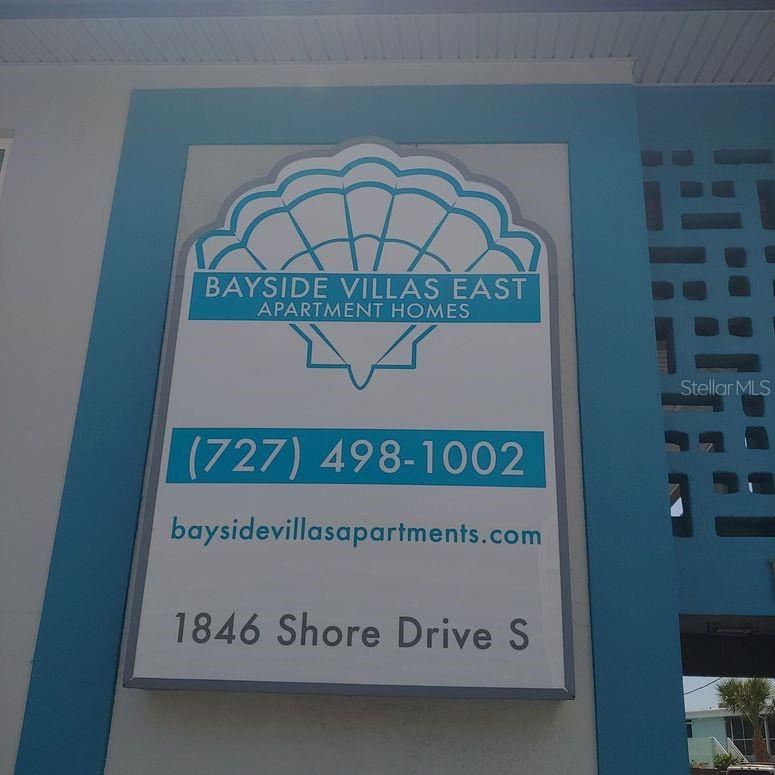 BAYSIDE VILLAS EAST
APARTMENT HOMES
(727) 498-1002
baysidevillasapartments.com
1846 Shore Drive S
StellarMLS